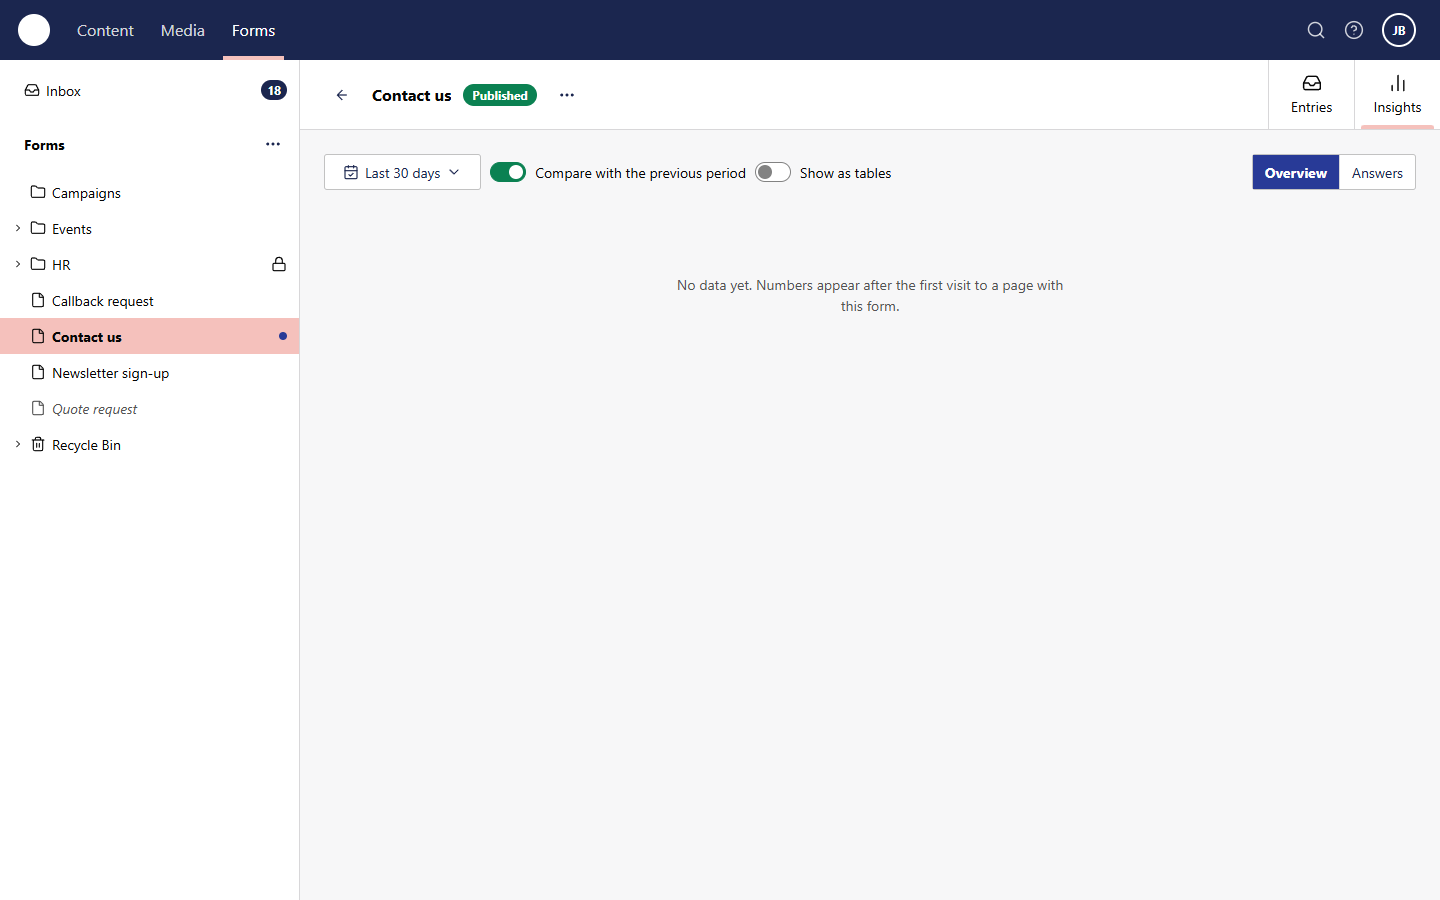 Content
Media
Forms
JB
Inbox
18
Forms
Campaigns
Events
HR
Callback request
Contact us
Newsletter sign-up
Quote request
Recycle Bin
Contact us
Published
Entries
Insights
Last 30 days
Compare with the previous period
Show as tables
Overview
Answers
No data yet. Numbers appear after the first visit to a page with
this form.